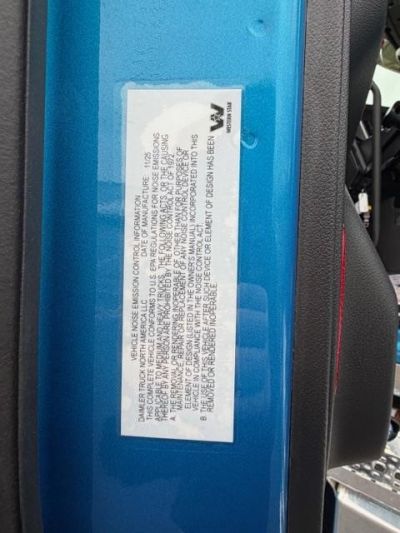 VEHICLE NOISE EMISSION CONTROL INFORMATION
DAIMLER TRUCK NORTH AMERICA LLC DATE OF MANUFACTURE 11/25
THIS COMPLETE VEHICLE CONFORMS TO U.S. EPA REGULATIONS FOR NOISE EMISSIONS
APPLICABLE TO MEDIUM AND HEAVY TRUCKS. THE FOLLOWING ACTS, OR THE CAUSING
THEREOF BY ANY PERSON ARE PROHIBITED BY THE NOISE CONTROL ACT OF 1972.
A. THE REMOVAL OR RENDERING INOPERABLE OF, OTHER THAN FOR PURPOSES OF
MAINTENANCE, REPAIR OR REPLACEMENT OF ANY NOISE CONTROL DEVICE OR
ELEMENT OF DESIGN (LISTED IN THE OWNER'S MANUAL) INCORPORATED INTO THIS
VEHICLE IN COMPLIANCE WITH THE NOISE CONTROL ACT.
B. THE USE OF THIS VEHICLE AFTER SUCH DEVICE OR ELEMENT OF DESIGN HAS BEEN
REMOVED OR RENDERED INOPERABLE.
WESTERN STAR